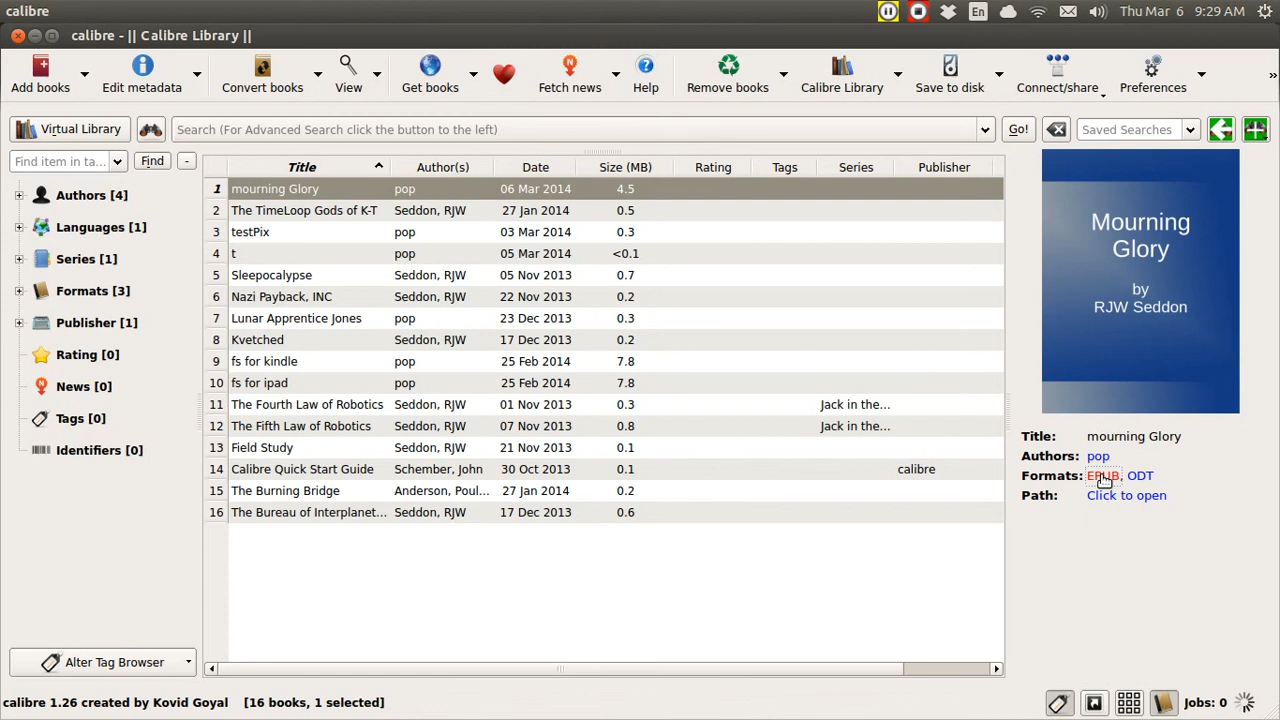 calibre En Thu Mar 6 9:29 AM
calibre - || Calibre Library ||
Add books Edit metadata Convert books View Get books Fetch news Help Remove books Calibre Library Save to disk Connect/share Preferences »
Virtual Library Search (For Advanced Search click the button to the left) Go! Saved Searches
Find item in ta... Find -
Title Author(s) Date Size (MB) Rating Tags Series Publisher
1 mourning Glory pop 06 Mar 2014 4.5
2 The TimeLoop Gods of K-T Seddon, RJW 27 Jan 2014 0.5
3 testPix pop 03 Mar 2014 0.3
4 t pop 05 Mar 2014 <0.1
5 Sleepocalypse Seddon, RJW 05 Nov 2013 0.7
6 Nazi Payback, INC Seddon, RJW 22 Nov 2013 0.2
7 Lunar Apprentice Jones pop 23 Dec 2013 0.3
8 Kvetched Seddon, RJW 17 Dec 2013 0.2
9 fs for kindle pop 25 Feb 2014 7.8
10 fs for ipad pop 25 Feb 2014 7.8
11 The Fourth Law of Robotics Seddon, RJW 01 Nov 2013 0.3 Jack in the...
12 The Fifth Law of Robotics Seddon, RJW 07 Nov 2013 0.8 Jack in the...
13 Field Study Seddon, RJW 21 Nov 2013 0.1
14 Calibre Quick Start Guide Schember, John 30 Oct 2013 0.1 calibre
15 The Burning Bridge Anderson, Poul... 27 Jan 2014 0.2
16 The Bureau of Interplanet... Seddon, RJW 17 Dec 2013 0.6
Authors [4]
Languages [1]
Series [1]
Formats [3]
Publisher [1]
Rating [0]
News [0]
Tags [0]
Identifiers [0]
Alter Tag Browser
Mourning
Glory
by
RJW Seddon
Title: mourning Glory
Authors: pop
Formats: EPUB, ODT
Path: Click to open
calibre 1.26 created by Kovid Goyal [16 books, 1 selected] Jobs: 0